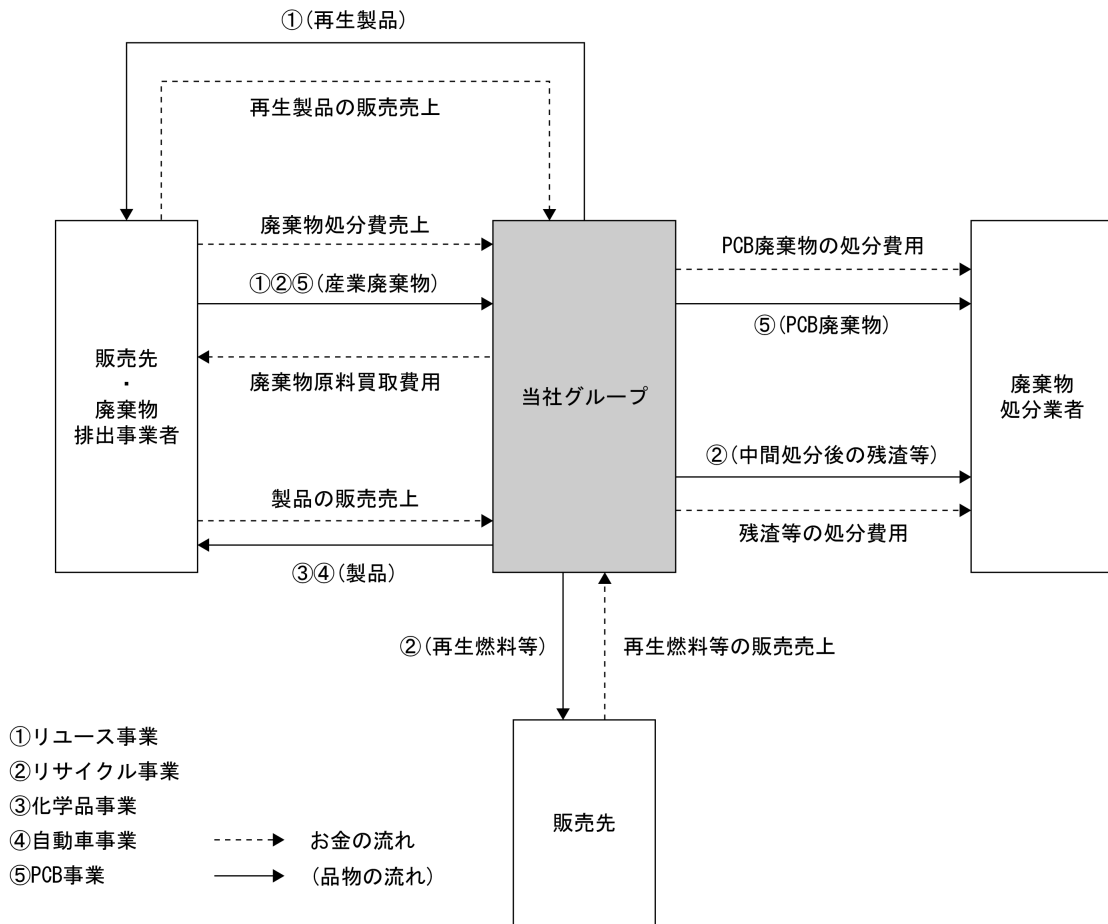 ①(再生製品)
再生製品の販売売上
廃棄物処分費売上
①②⑤(産業廃棄物)
廃棄物原料買取費用
製品の販売売上
③④(製品)
販売先
・
廃棄物
排出事業者
当社グループ
PCB廃棄物の処分費用
⑤(PCB廃棄物)
②(中間処分後の残渣等)
残渣等の処分費用
廃棄物
処分業者
②(再生燃料等)
再生燃料等の販売売上
販売先
①リユース事業
②リサイクル事業
③化学品事業
④自動車事業
⑤PCB事業
お金の流れ
(品物の流れ)